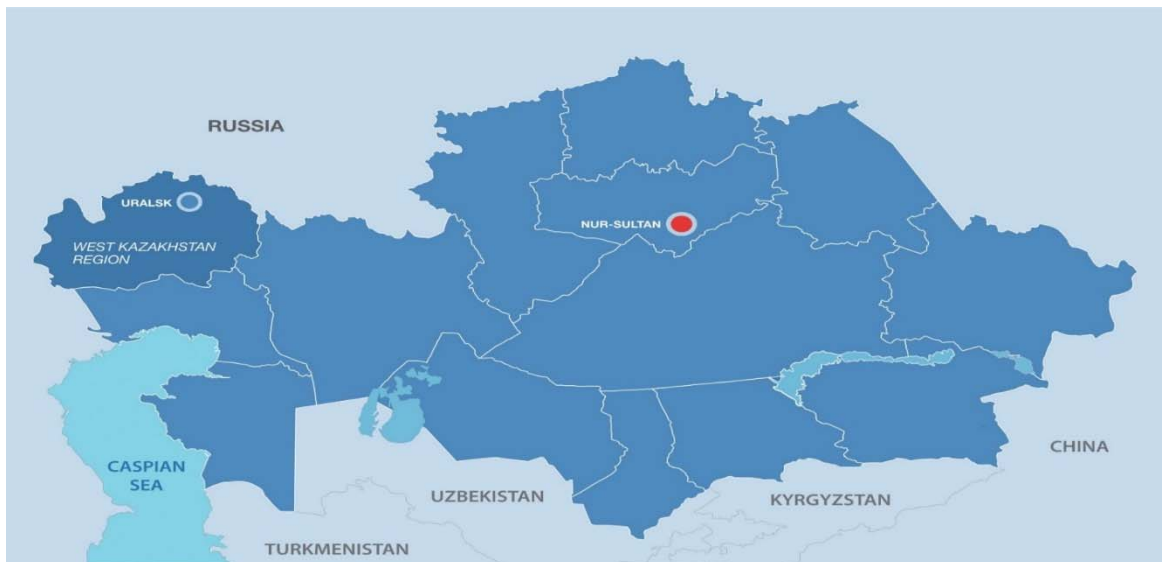 RUSSIA
URALSK
WEST KAZAKHSTAN
REGION
NUR-SULTAN
CASPIAN
SEA
UZBEKISTAN
TURKMENISTAN
KYRGYZSTAN
CHINA